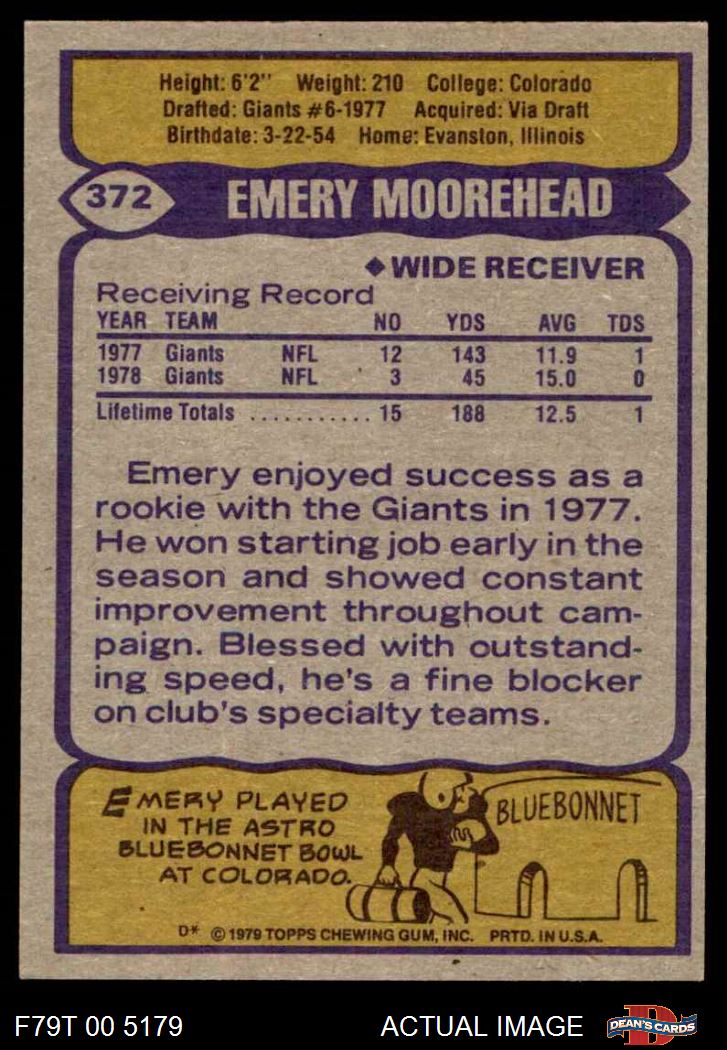 Height: 6'2" Weight: 210 College: Colorado
Drafted: Giants #6-1977 Acquired: Via Draft
Birthdate: 3-22-54 Home: Evanston, Illinois
372 EMERY MOOREHEAD
◆WIDE RECEIVER
Receiving Record
YEAR TEAM NO YDS AVG TDS
1977 Giants NFL 12 143 11.9 1
1978 Giants NFL 3 45 15.0 0
Lifetime Totals ........... 15 188 12.5 1
Emery enjoyed success as a
rookie with the Giants in 1977.
He won starting job early in the
season and showed constant
improvement throughout cam-
paign. Blessed with outstand-
ing speed, he's a fine blocker
on club's specialty teams.
EMERY PLAYED
IN THE ASTRO
BLUEBONNET BOWL
AT COLORADO.
BLUEBONNET
D* © 1979 TOPPS CHEWING GUM, INC. PRTD. IN U.S.A.
F79T 00 5179 ACTUAL IMAGE D DEAN'S CARDS